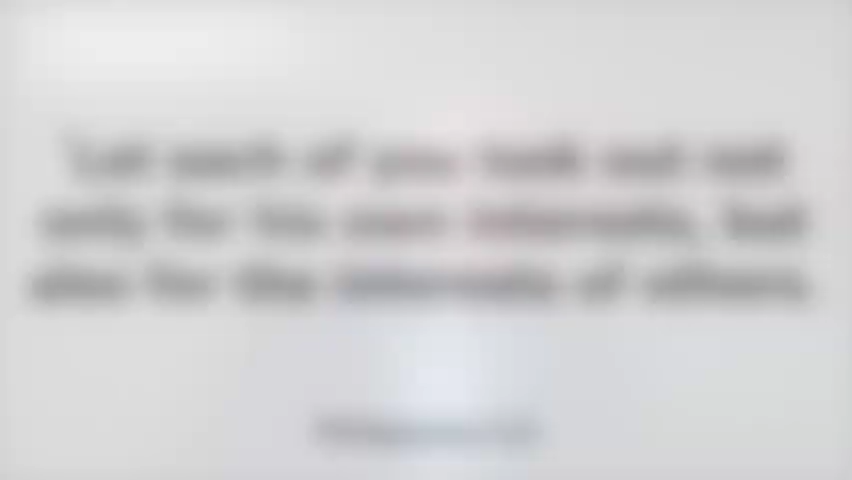 "Let each of you look out not
only for his own interests, but
also for the interests of others.
Philippians 2:4